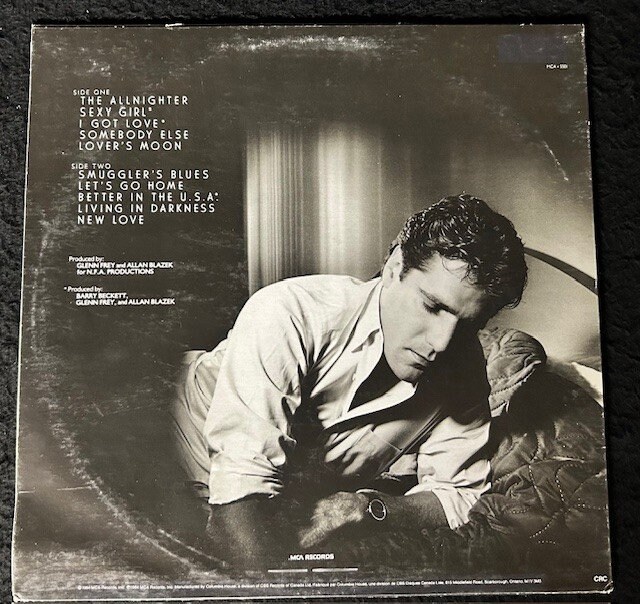 MCA • 5501
SIDE ONE
THE ALLNIGHTER
SEXY GIRL*
I GOT LOVE*
SOMEBODY ELSE
LOVER'S MOON
SIDE TWO
SMUGGLER'S BLUES
LET'S GO HOME
BETTER IN THE U.S.A.*
LIVING IN DARKNESS
NEW LOVE
Produced by:
GLENN FREY and ALLAN BLAZEK
for N.F.A. PRODUCTIONS
*Produced by:
BARRY BECKETT,
GLENN FREY, and ALLAN BLAZEK
.MCA RECORDS
CRC